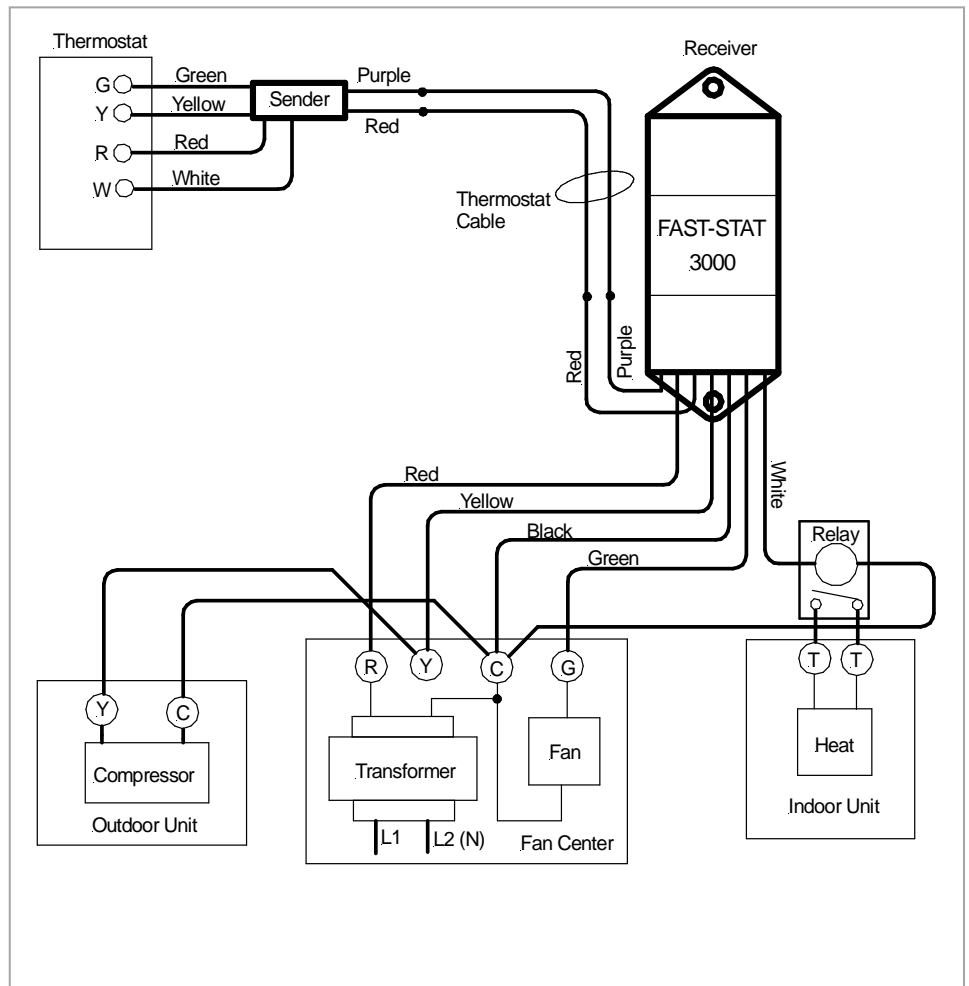 Thermostat
Receiver
G
Green
Purple
Y
Yellow
Sender
Red
R
Red
W
White
Thermostat
Cable
FAST-STAT
3000
Red
Purple
Red
Yellow
White
Black
Relay
Green
R
Y
C
G
T
T
Y
C
Compressor
Transformer
Fan
Heat
Outdoor Unit
L1
L2 (N)
Fan Center
Indoor Unit